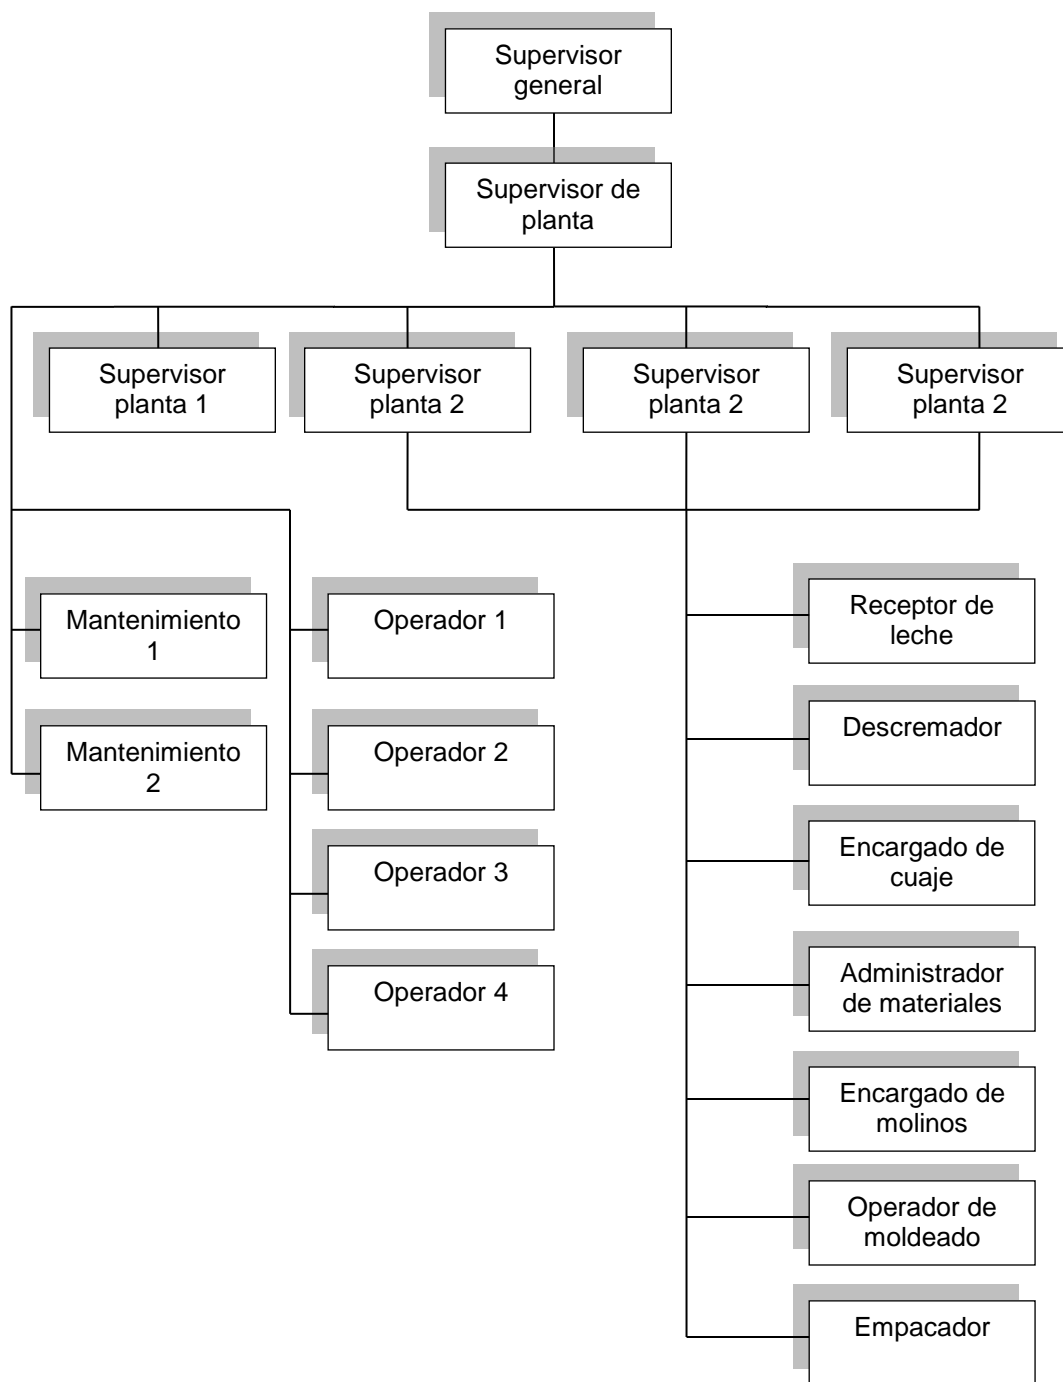 Supervisor
general
Supervisor de
planta
Supervisor
planta 1
Supervisor
planta 2
Supervisor
planta 2
Supervisor
planta 2
Mantenimiento
1
Mantenimiento
2
Operador 1
Operador 2
Operador 3
Operador 4
Receptor de
leche
Descremador
Encargado de
cuaje
Administrador
de materiales
Encargado de
molinos
Operador de
moldeado
Empacador